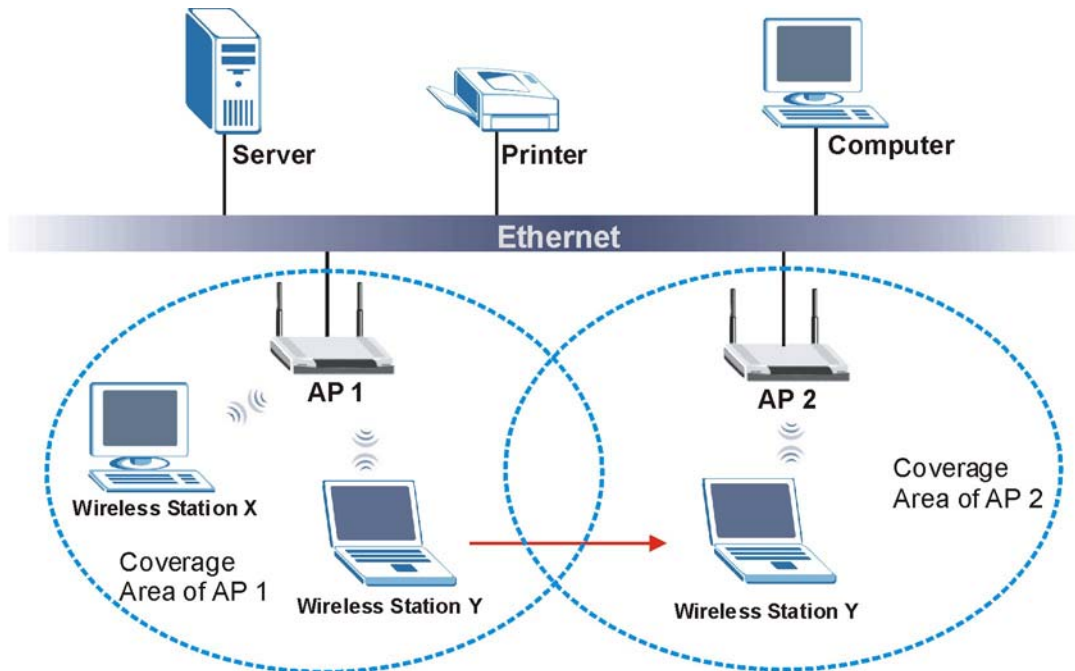 Server
Printer
Computer
Ethernet
AP 1
AP 2
Wireless Station X
Coverage
Area of AP 1
Wireless Station Y
Coverage
Area of AP 2
Wireless Station Y